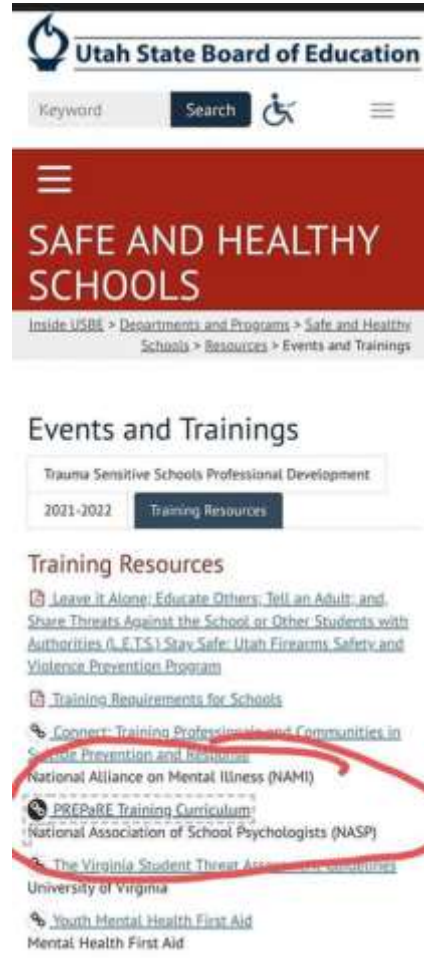 Utah State Board of Education
Keyword
Search
SAFE AND HEALTHY
SCHOOLS
Inside USBE > Departments and Programs > Safe and Healthy
Schools > Resources > Events and Trainings
Events and Trainings
Trauma Sensitive Schools Professional Development
2021-2022
Training Resources
Training Resources
Leave it Alone; Educate Others; Tell an Adult; and,
Share Threats Against the School or Other Students with
Authorities (L.E.T.S.) Stay Safe: Utah Firearms Safety and
Violence Prevention Program
Training Requirements for Schools
Connect: Training Professionals and Communities in
Suicide Prevention and Response
National Alliance on Mental Illness (NAMI)
PREPaRE Training Curriculum
National Association of School Psychologists (NASP)
The Virginia Student Threat Assessment Guidelines
University of Virginia
Youth Mental Health First Aid
Mental Health First Aid